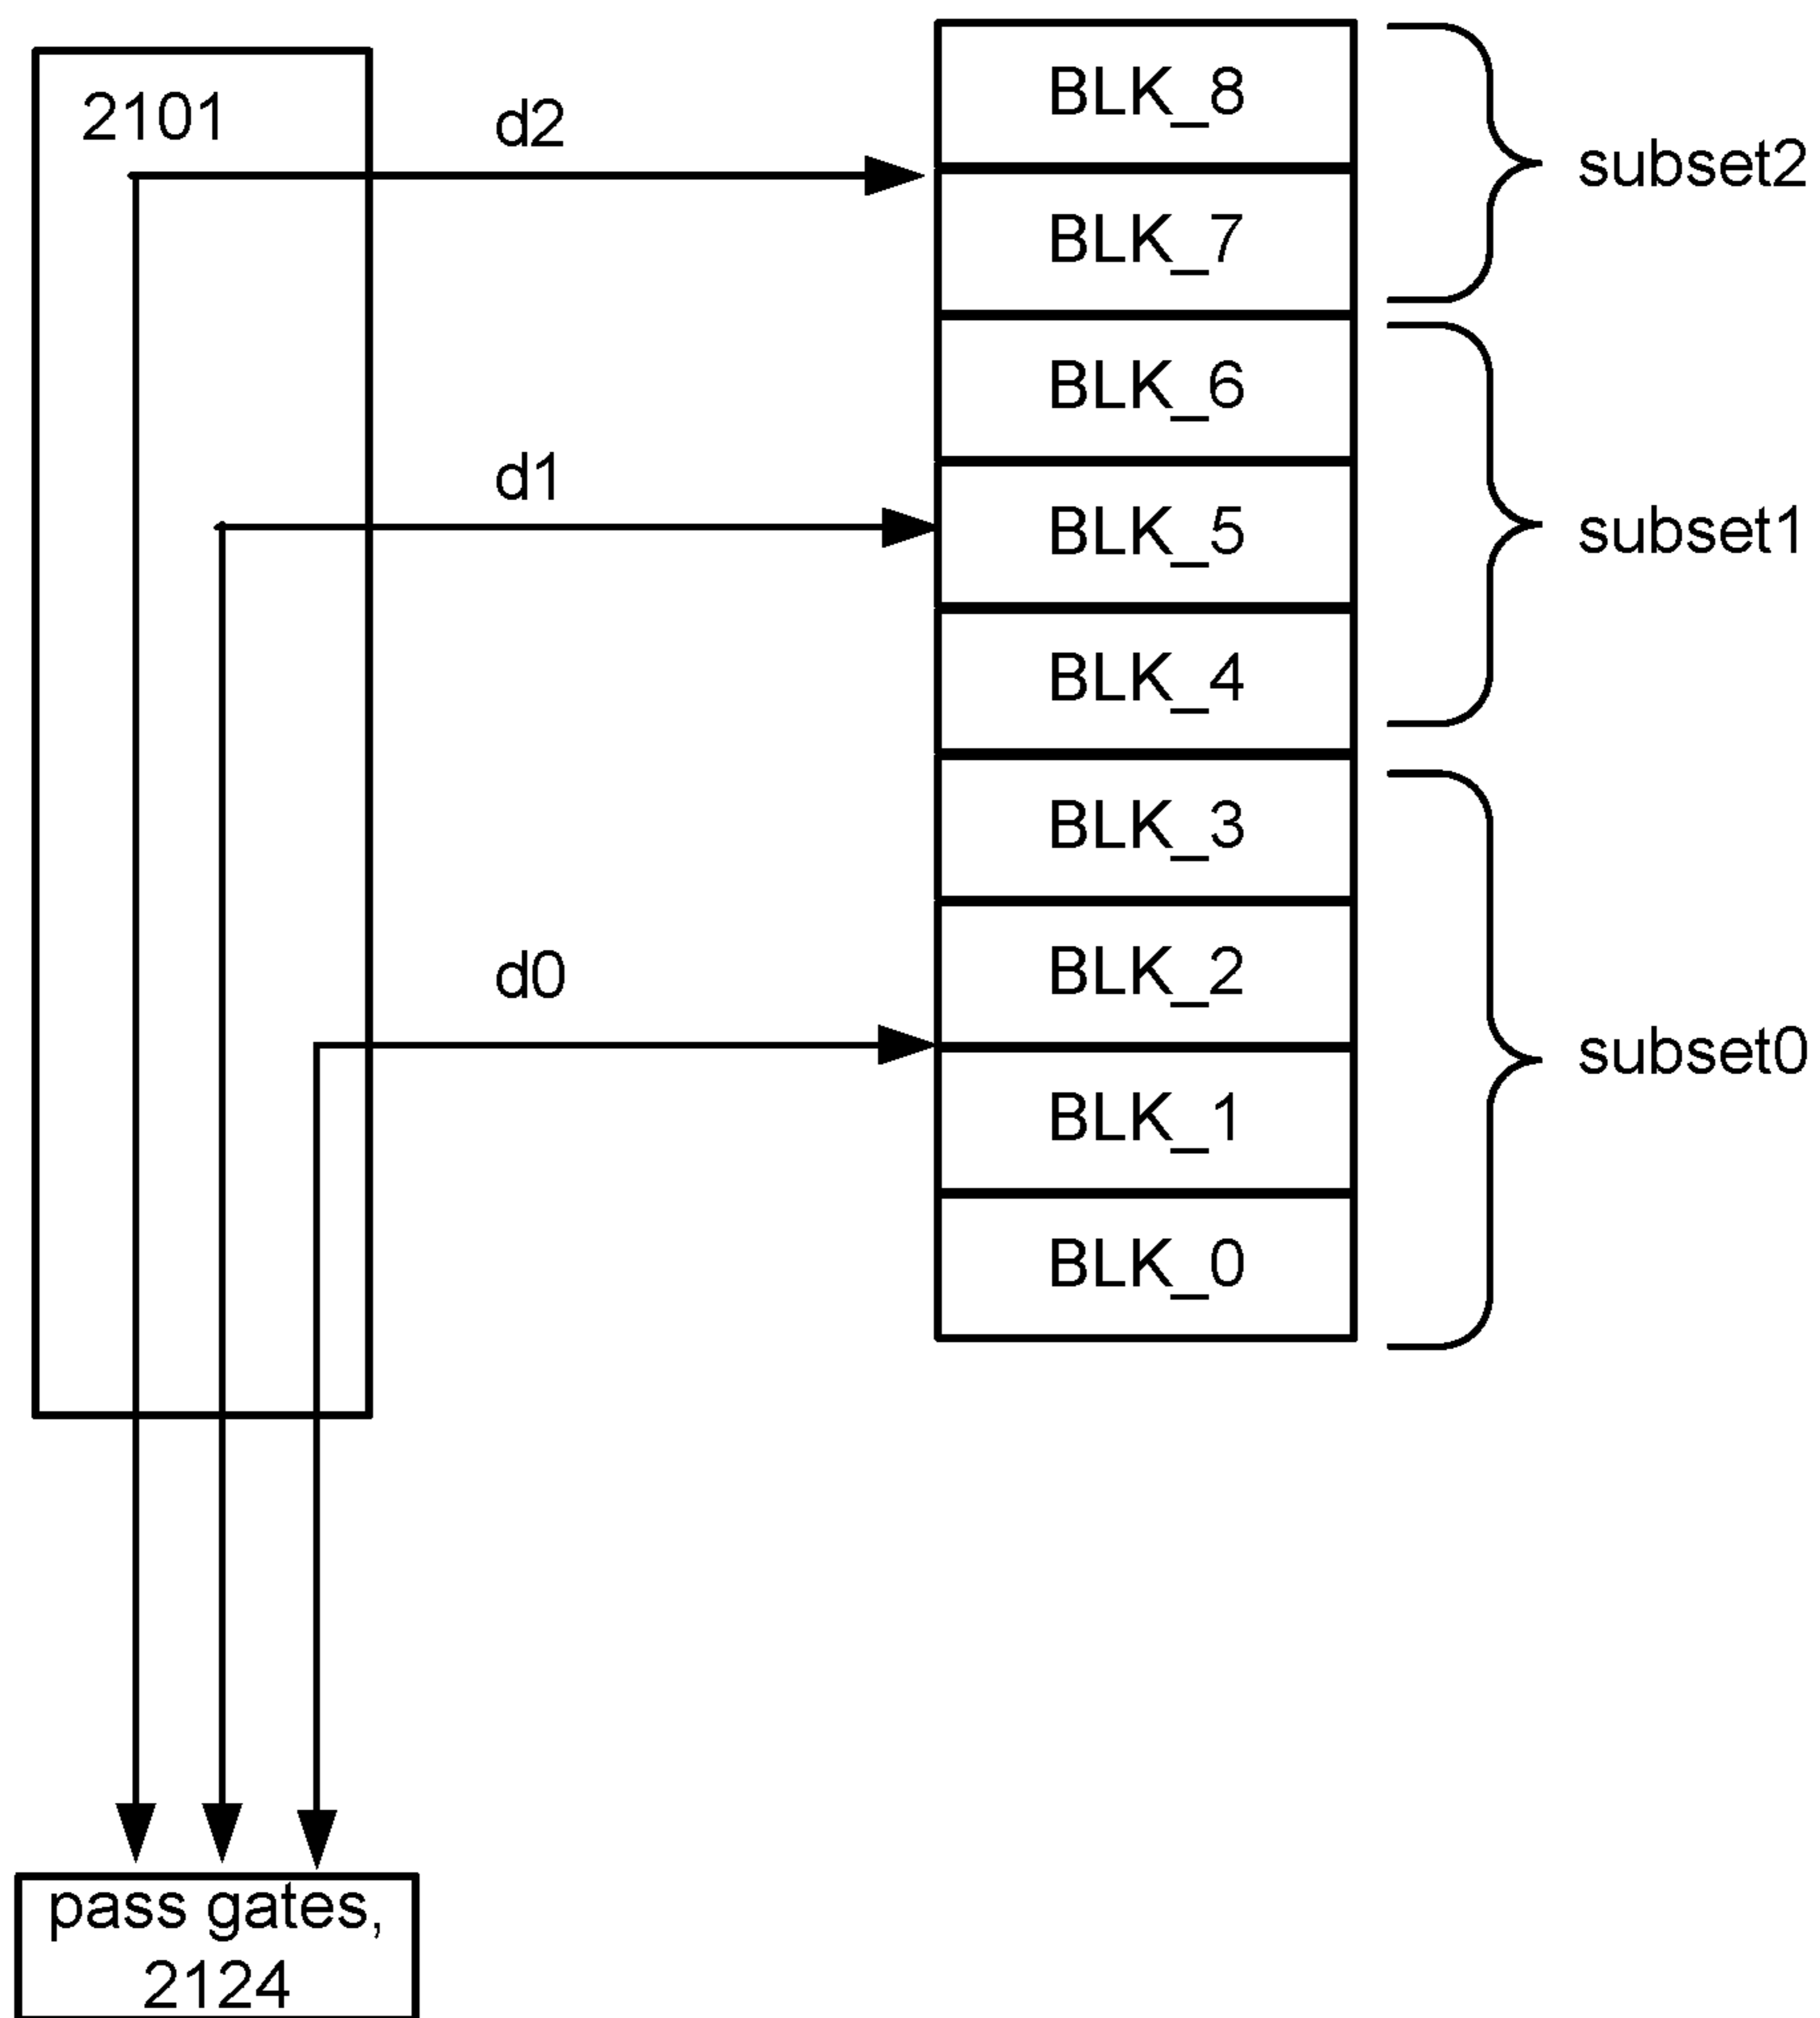 2101
d2
d1
d0
BLK_8
BLK_7
BLK_6
BLK_5
BLK_4
BLK_3
BLK_2
BLK_1
BLK_0
subset2
subset1
subset0
pass gates,
2124